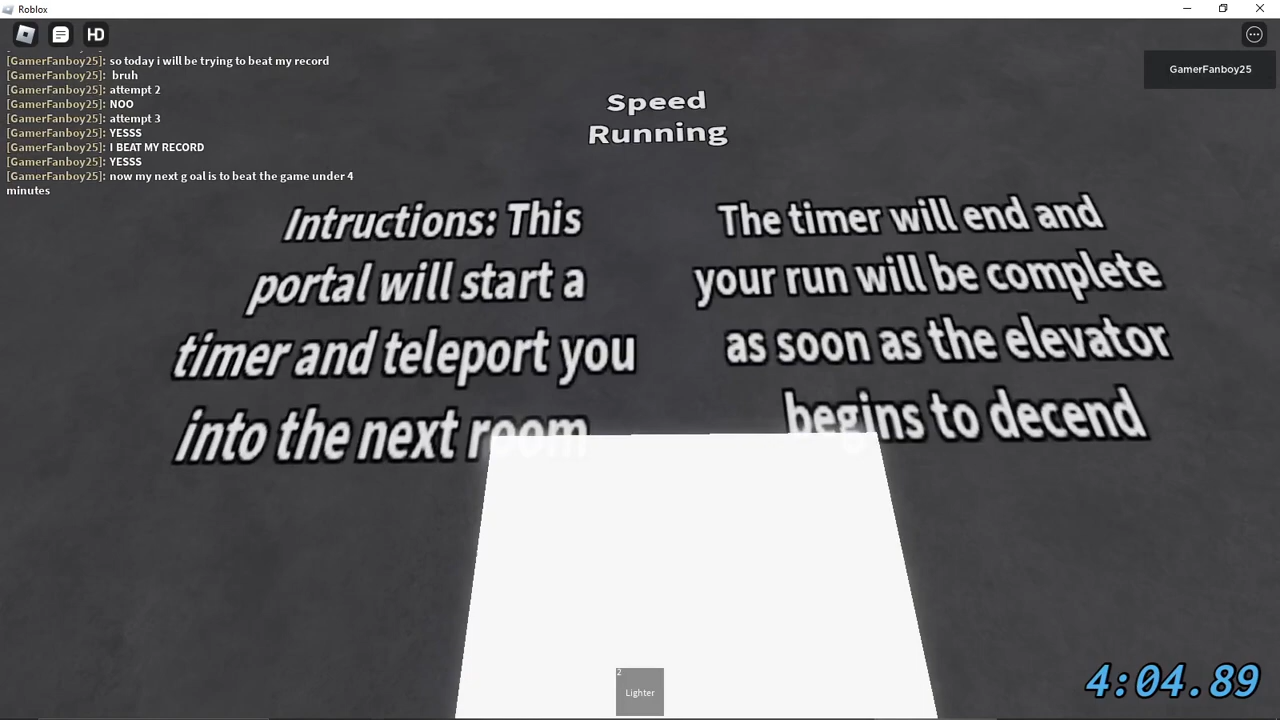 Roblox
HD
[GamerFanboy25]: so today i will be trying to beat my record
[GamerFanboy25]: bruh
[GamerFanboy25]: attempt 2
[GamerFanboy25]: NOO
[GamerFanboy25]: attempt 3
[GamerFanboy25]: YESSS
[GamerFanboy25]: I BEAT MY RECORD
[GamerFanboy25]: YESSS
[GamerFanboy25]: now my next g oal is to beat the game under 4
minutes
GamerFanboy25
Speed
Running
Intructions: This
portal will start a
timer and teleport you
into the next room
The timer will end and
your run will be complete
as soon as the elevator
begins to decend
2
Lighter
4:04.89